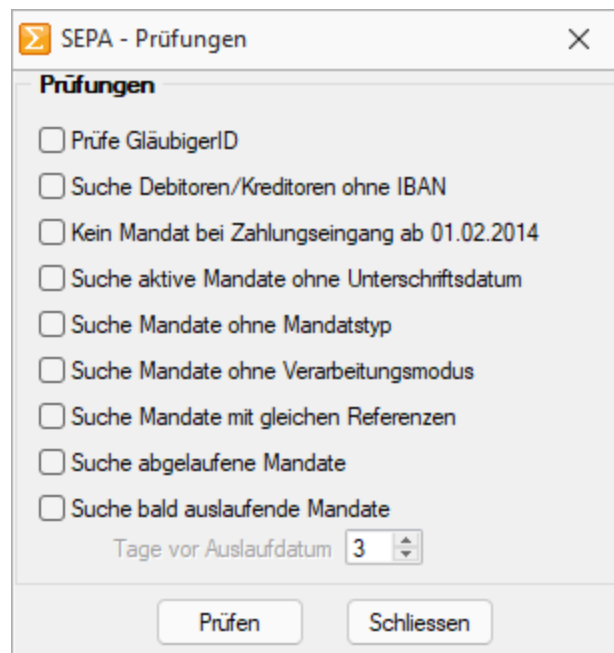 SEPA - Prüfungen
Prüfungen
Prüfe GläubigerID
Suche Debitoren/Kreditoren ohne IBAN
Kein Mandat bei Zahlungseingang ab 01.02.2014
Suche aktive Mandate ohne Unterschriftsdatum
Suche Mandate ohne Mandatstyp
Suche Mandate ohne Verarbeitungsmodus
Suche Mandate mit gleichen Referenzen
Suche abgelaufene Mandate
Suche bald auslaufende Mandate
Tage vor Auslaufdatum 3
Prüfen Schliessen